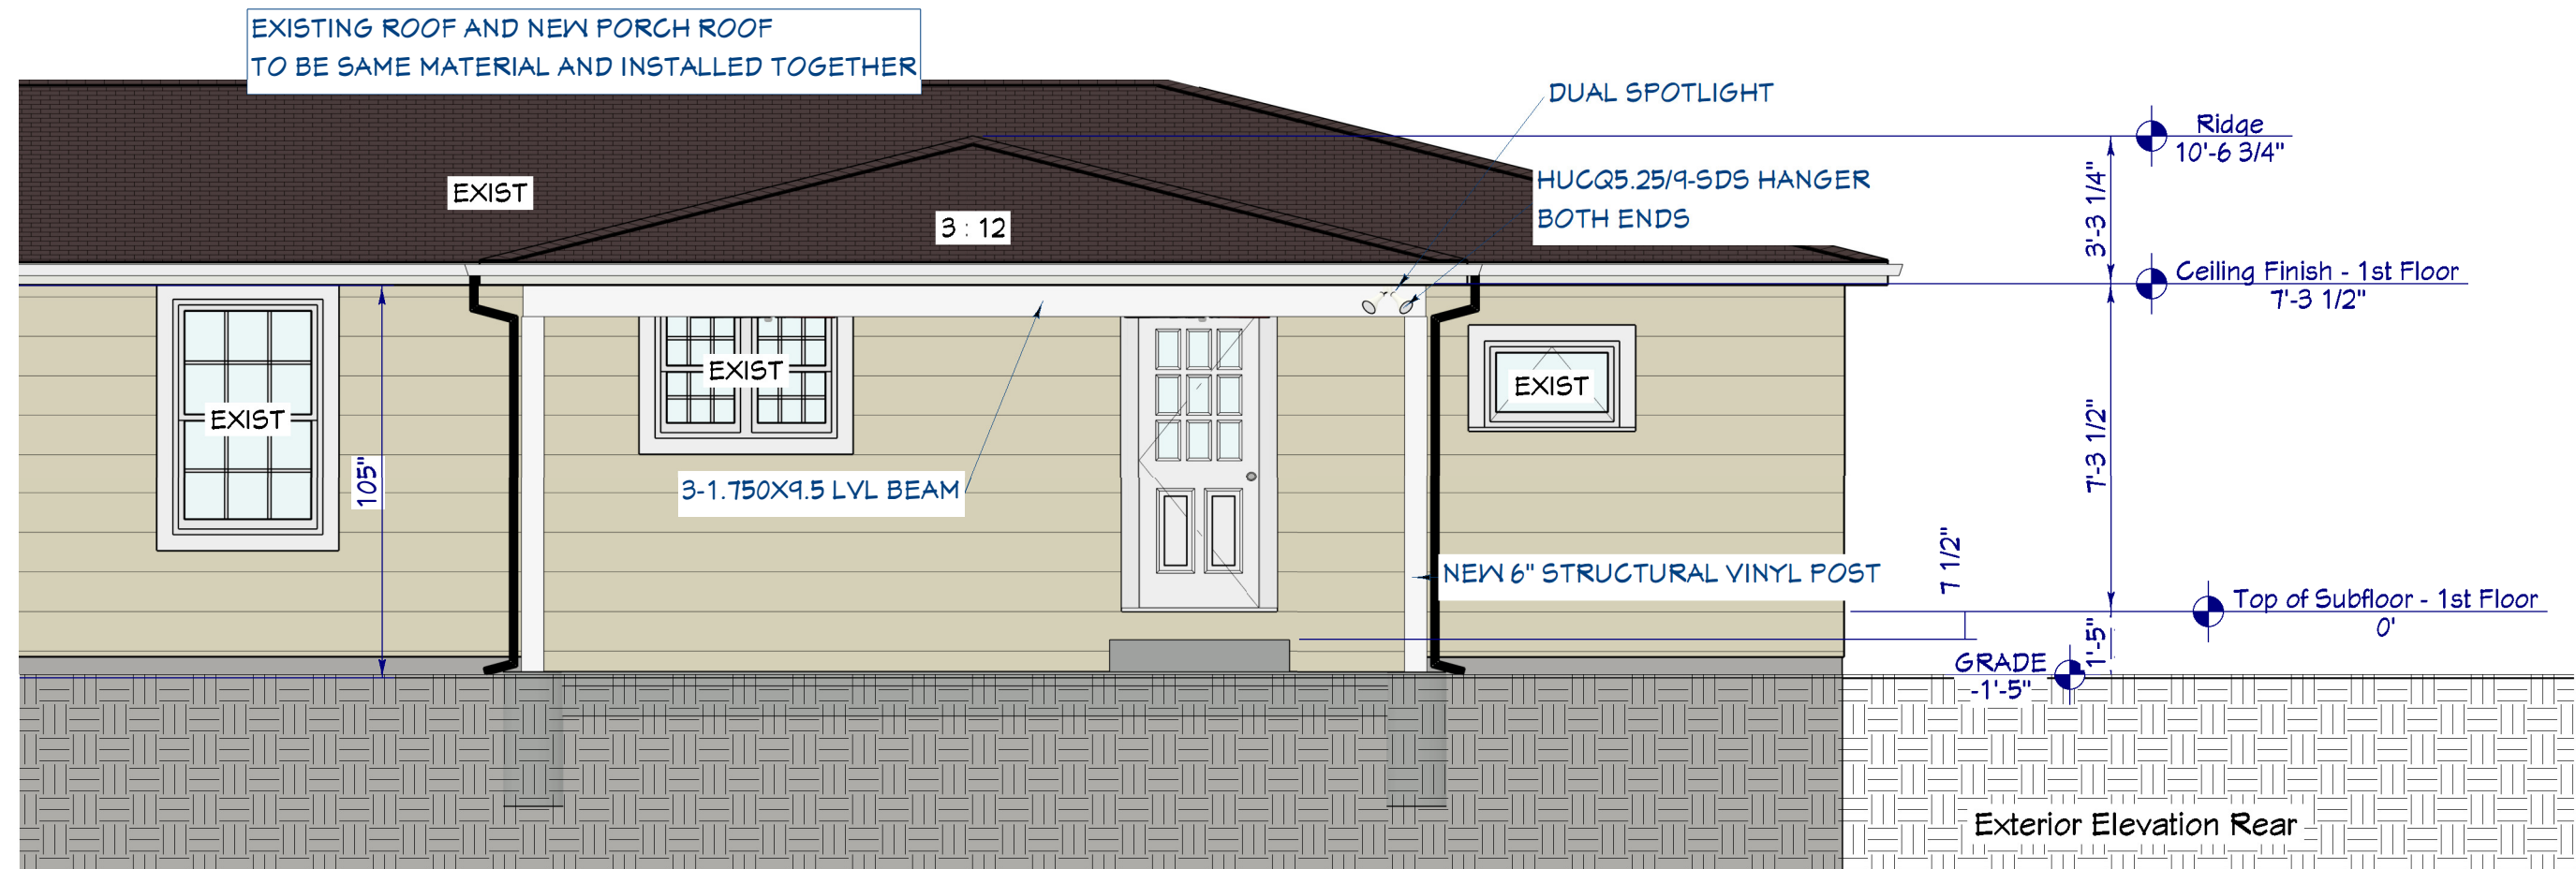 EXISTING ROOF AND NEW PORCH ROOF
TO BE SAME MATERIAL AND INSTALLED TOGETHER
DUAL SPOTLIGHT
Ridge
10'-6 3/4"
3'-3 1/4"
HUCQ5.25/9-SDS HANGER
BOTH ENDS
EXIST
3 : 12
Ceiling Finish - 1st Floor
7'-3 1/2"
EXIST
EXIST
EXIST
105"
3-1.750X9.5 LVL BEAM
7'-3 1/2"
NEW 6" STRUCTURAL VINYL POST
7 1/2"
Top of Subfloor - 1st Floor
0'
1'-5"
GRADE
-1'-5"
Exterior Elevation Rear